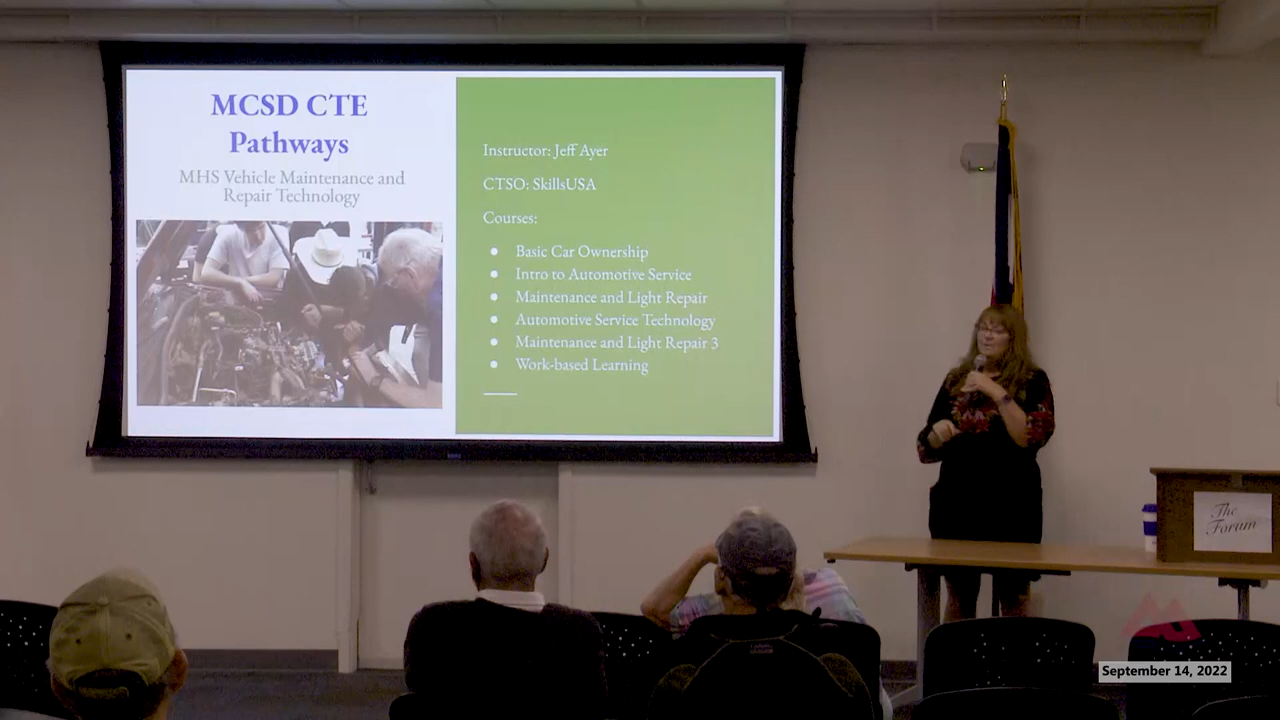 MCSD CTE
Pathways
MHS Vehicle Maintenance and
Repair Technology
Instructor: Jeff Ayer
CTSO: SkillsUSA
Courses:
● Basic Car Ownership
● Intro to Automotive Service
● Maintenance and Light Repair
● Automotive Service Technology
● Maintenance and Light Repair 3
● Work-based Learning
The
Forum
September 14, 2022